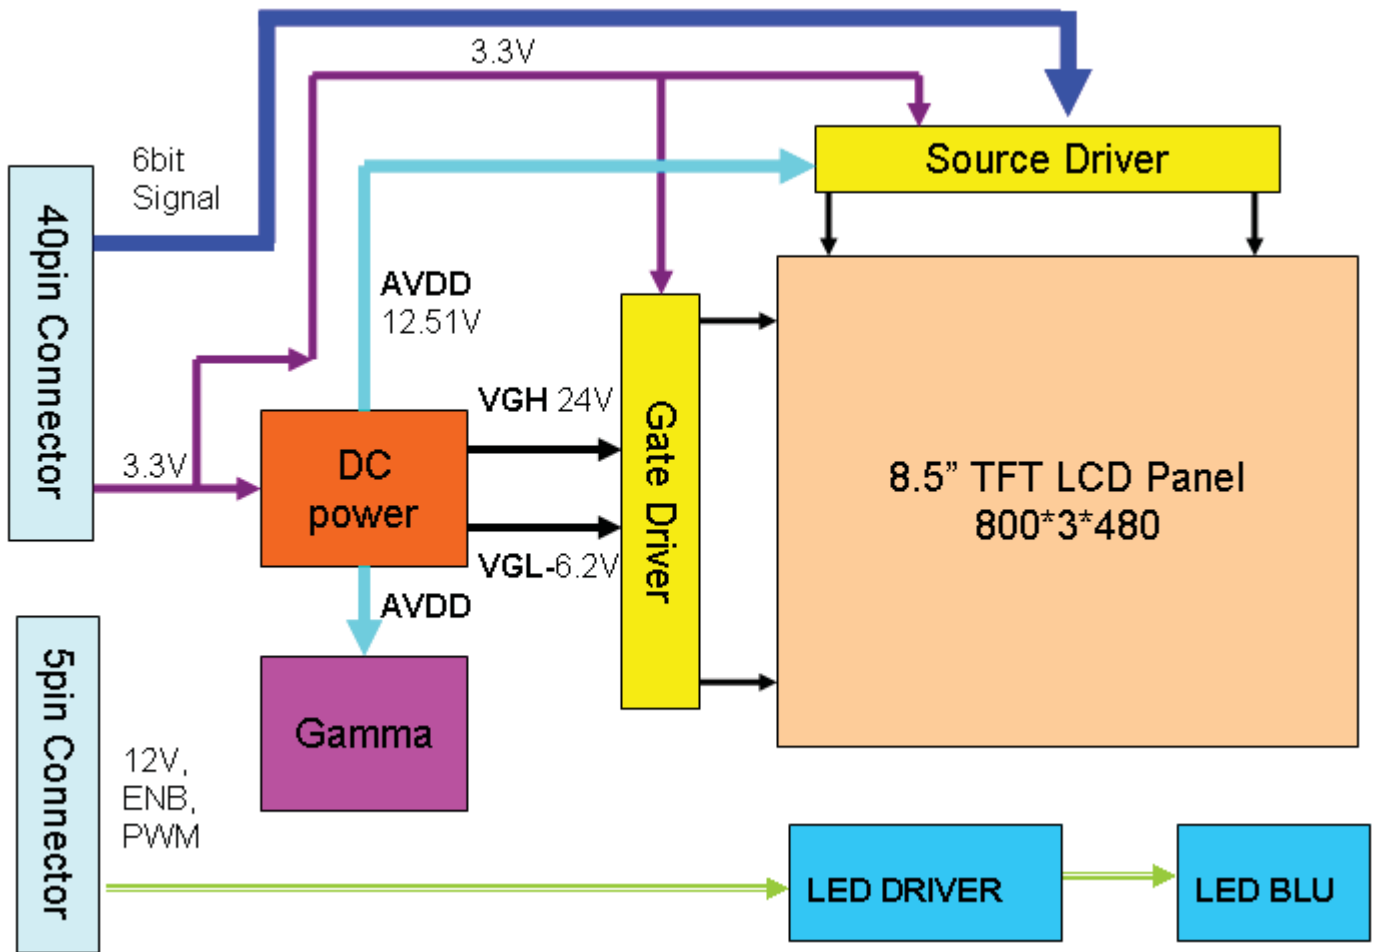 3.3V
6bit
Signal
Source Driver
40pin Connector
AVDD
12.51V
VGH 24V
Gate Driver
8.5” TFT LCD Panel
800*3*480
3.3V
DC
power
VGL-6.2V
AVDD
5pin Connector
Gamma
12V,
ENB,
PWM
LED DRIVER
LED BLU